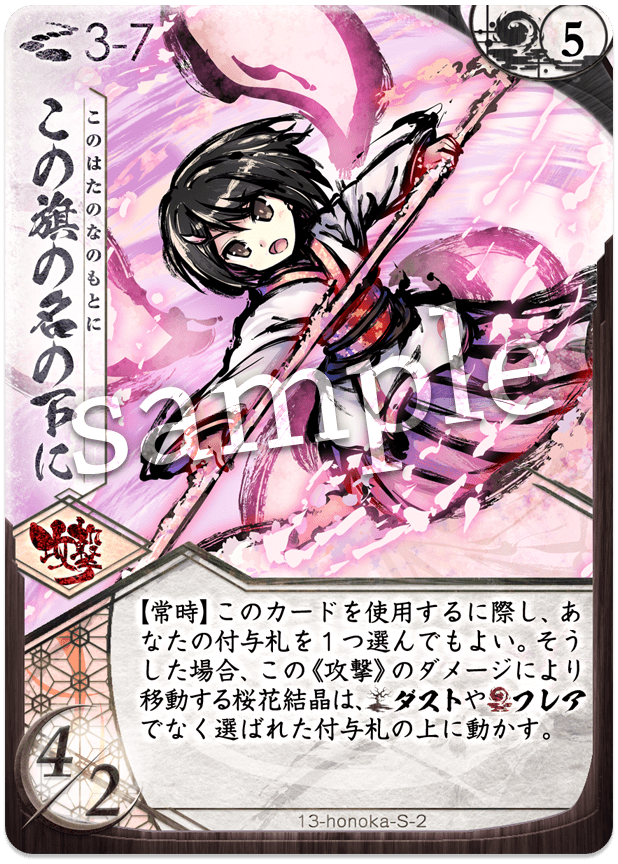 3-7
5
このはたのなのもとに
この旗の名の下に
sample
攻撃
【常時】このカードを使用するに際し、あ
なたの付与札を1つ選んでもよい。そう
した場合、この《攻撃》のダメージにより
移動する桜花結晶は、ダストやフレア
でなく選ばれた付与札の上に動かす。
4/2
13-honoka-S-2